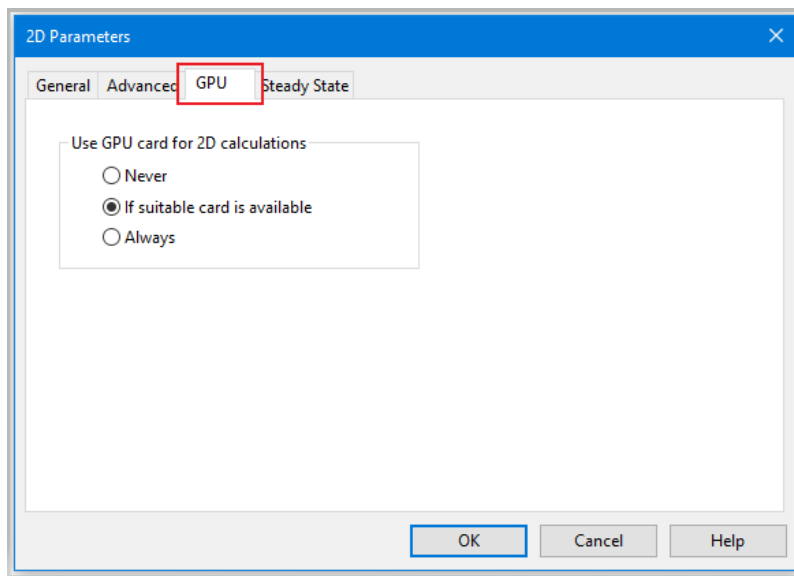 2D Parameters
General Advanced GPU Steady State
Use GPU card for 2D calculations
Never
If suitable card is available
Always
OK Cancel Help